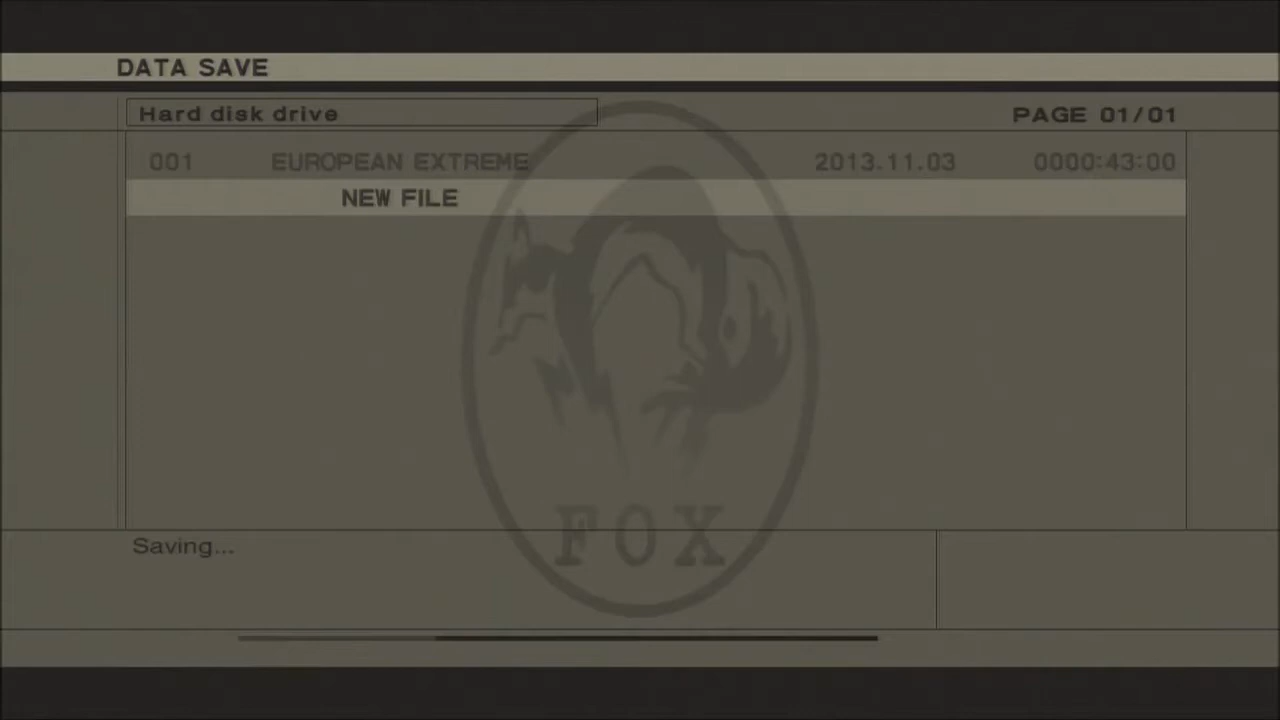 DATA SAVE
Hard disk drive PAGE 01/01
001 EUROPEAN EXTREME 2013.11.03 0000:43:00
NEW FILE
FOX
Saving...